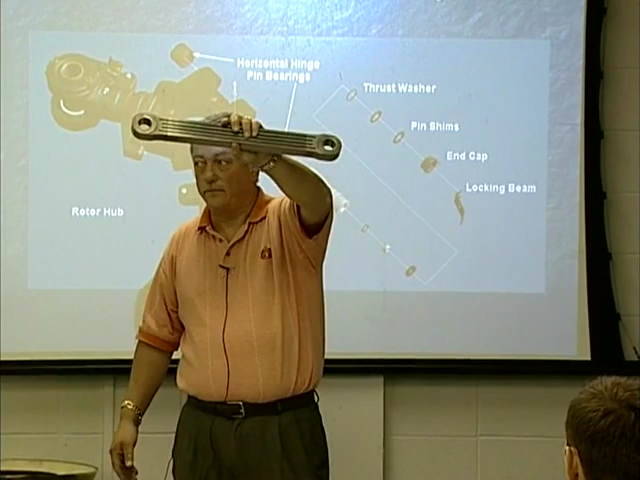 Horizontal Hinge
Pin Bearings
Thrust Washer
Pin Shims
End Cap
Locking Beam
Rotor Hub